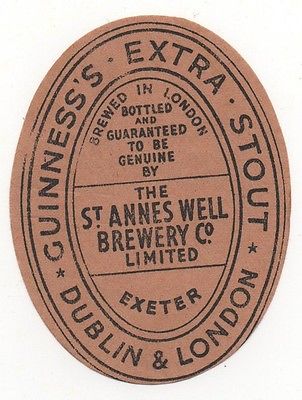 GUINNESS'S · EXTRA · STOUT
BREWED IN LONDON
BOTTLED
AND
GUARANTEED
TO BE
GENUINE
BY
THE
ST. ANNES WELL
BREWERY CO.
LIMITED
EXETER
★ DUBLIN & LONDON ★